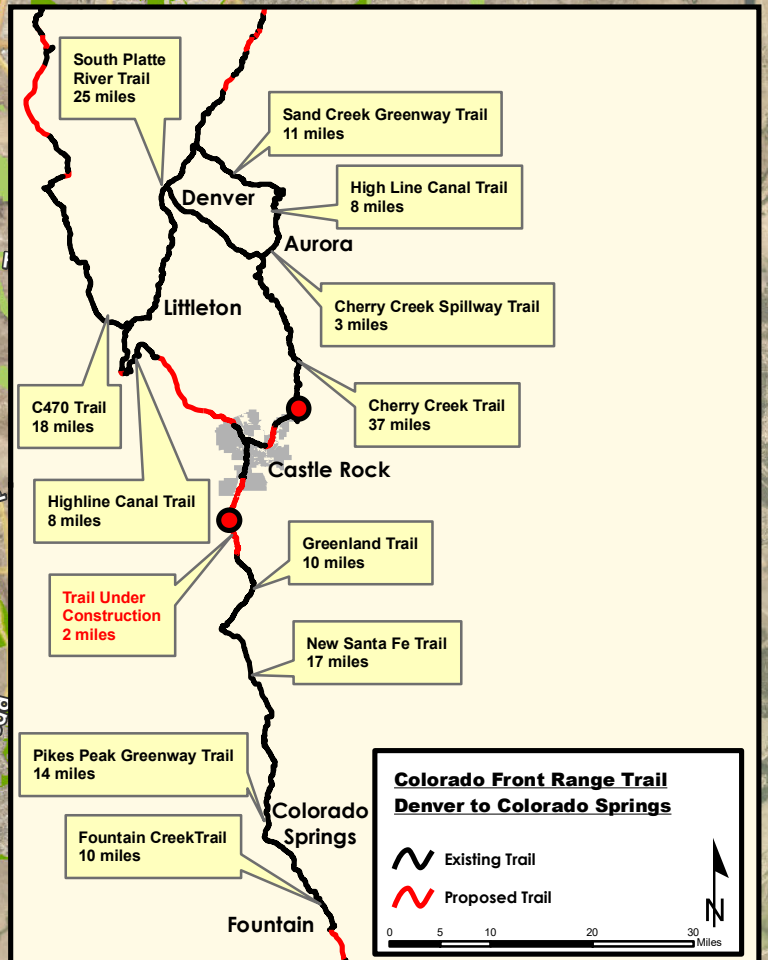 South Platte
River Trail
25 miles
Sand Creek Greenway Trail
11 miles
High Line Canal Trail
8 miles
Denver
Aurora
Cherry Creek Spillway Trail
3 miles
Littleton
C470 Trail
18 miles
Cherry Creek Trail
37 miles
Castle Rock
Highline Canal Trail
8 miles
Greenland Trail
10 miles
Trail Under
Construction
2 miles
New Santa Fe Trail
17 miles
Pikes Peak Greenway Trail
14 miles
Colorado
Springs
Fountain CreekTrail
10 miles
Fountain
Colorado Front Range Trail
Denver to Colorado Springs
Existing Trail
Proposed Trail
N
0 5 10 20 30
Miles